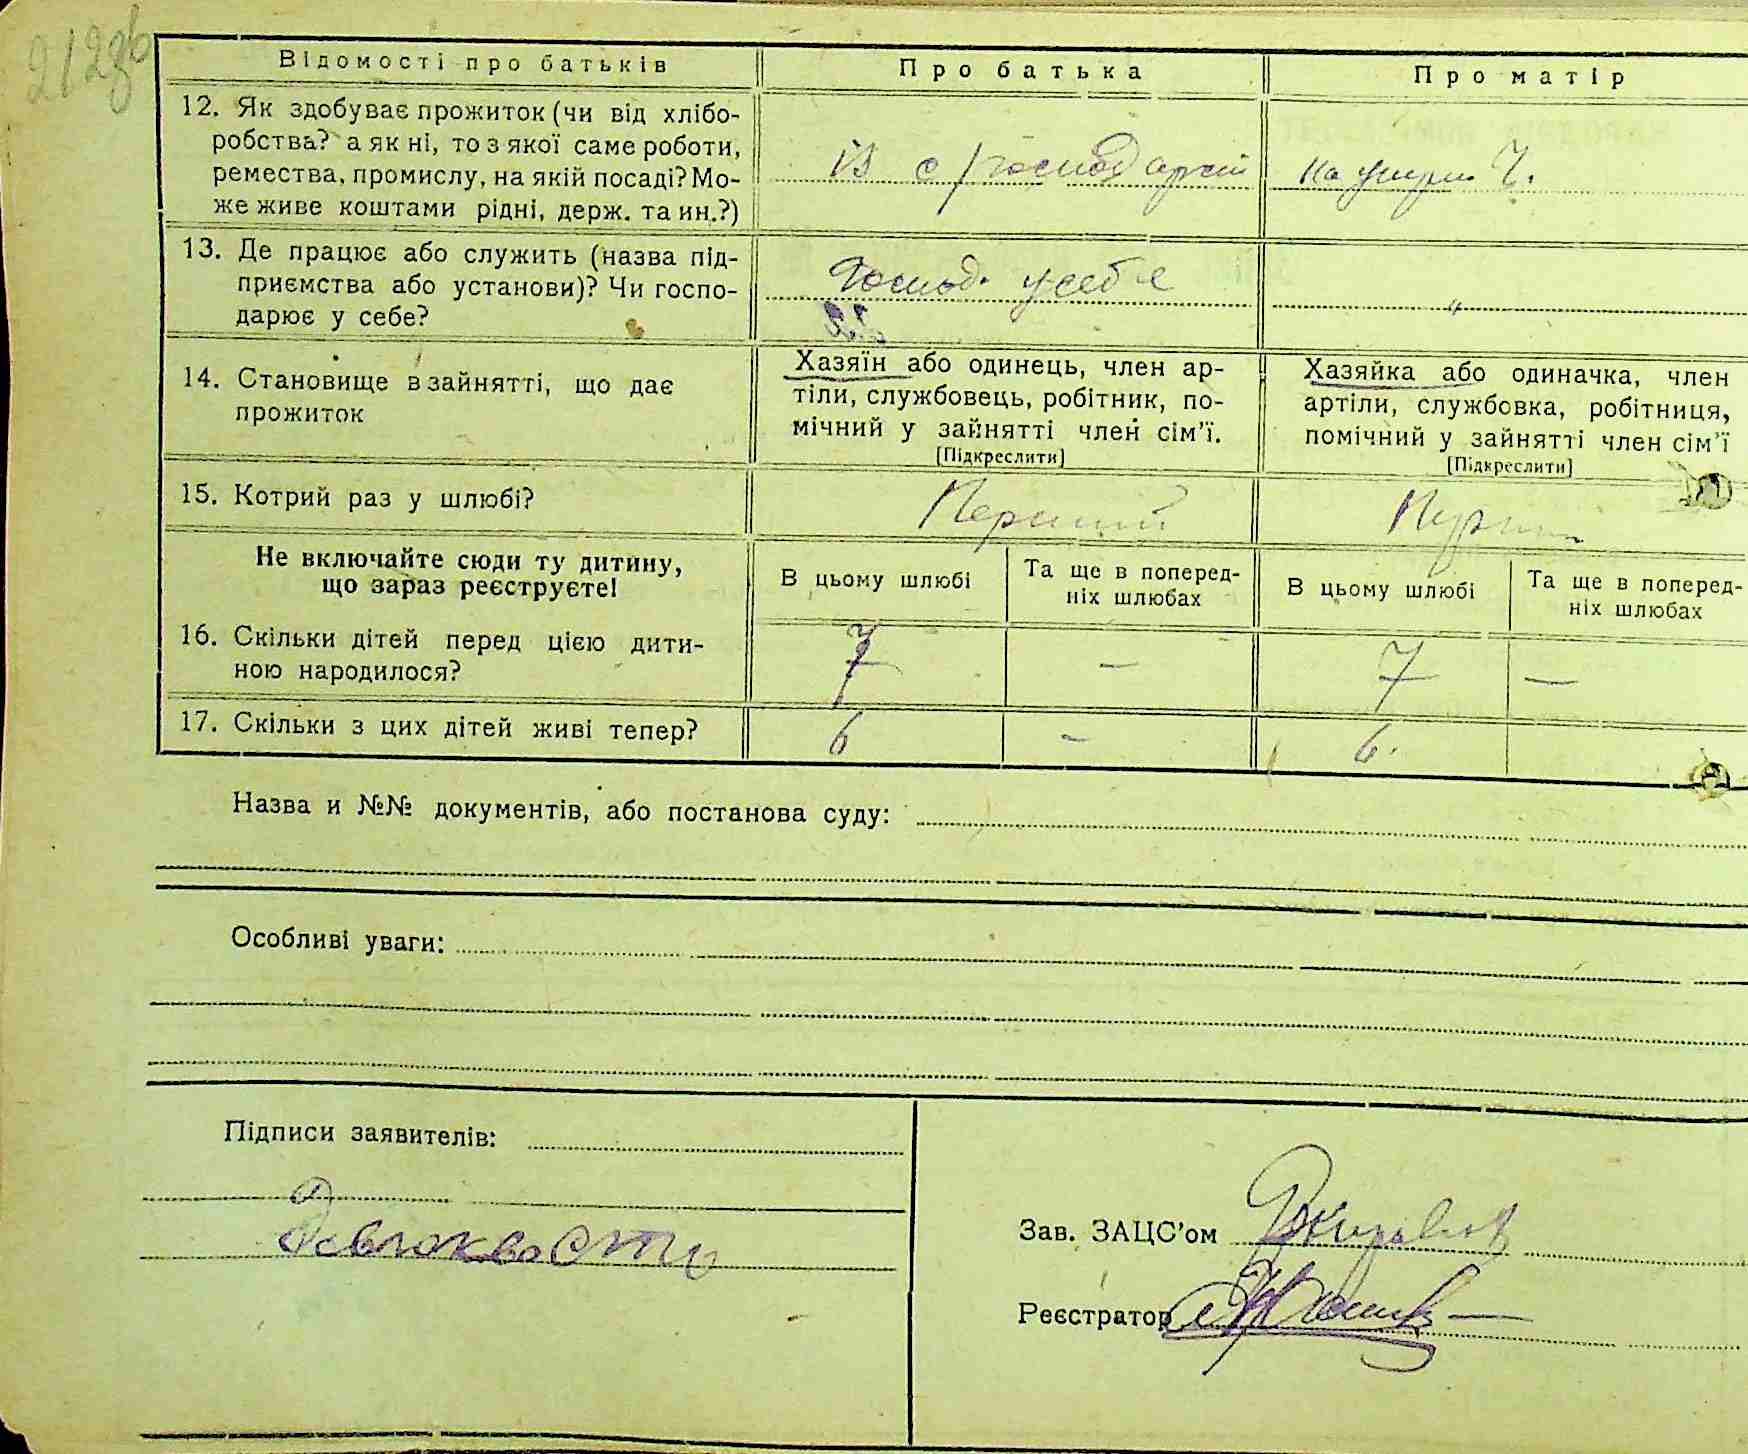 212зв
Відомості про батьків
Про батька
Про матір
12. Як здобуває прожиток (чи від хлібо-
робства? а як ні, то з якої саме роботи,
ремества, промислу, на якій посаді? Мо-
же живе коштами рідні, держ. та ин.?)
із с/господарст
на утрим. Ч.
13. Де працює або служить (назва під-
приємства або установи)? Чи госпо-
дарює у себе?
Господ. у себе
"
14. Становище в зайнятті, що дає
прожиток
Хазяїн або одинець, член ар-
тіли, службовець, робітник, по-
мічний у зайнятті член сім'ї.
[Підкреслити]
Хазяйка або одиначка, член
артіли, службовка, робітниця,
помічний у зайнятті член сім'ї
[Підкреслити]
15. Котрий раз у шлюбі?
Перший
Не включайте сюди ту дитину,
що зараз реєструєте!
В цьому шлюбі
Та ще в поперед-
ніх шлюбах
В цьому шлюбі
Та ще в поперед-
ніх шлюбах
16. Скільки дітей перед цією дити-
ною народилося?
7
—
7
—
17. Скільки з цих дітей живі тепер?
6
-
6.
Назва и №№ документів, або постанова суду:
Особливі уваги:
Підписи заявителів:
Зав. ЗАЦС'ом
Реєстратор